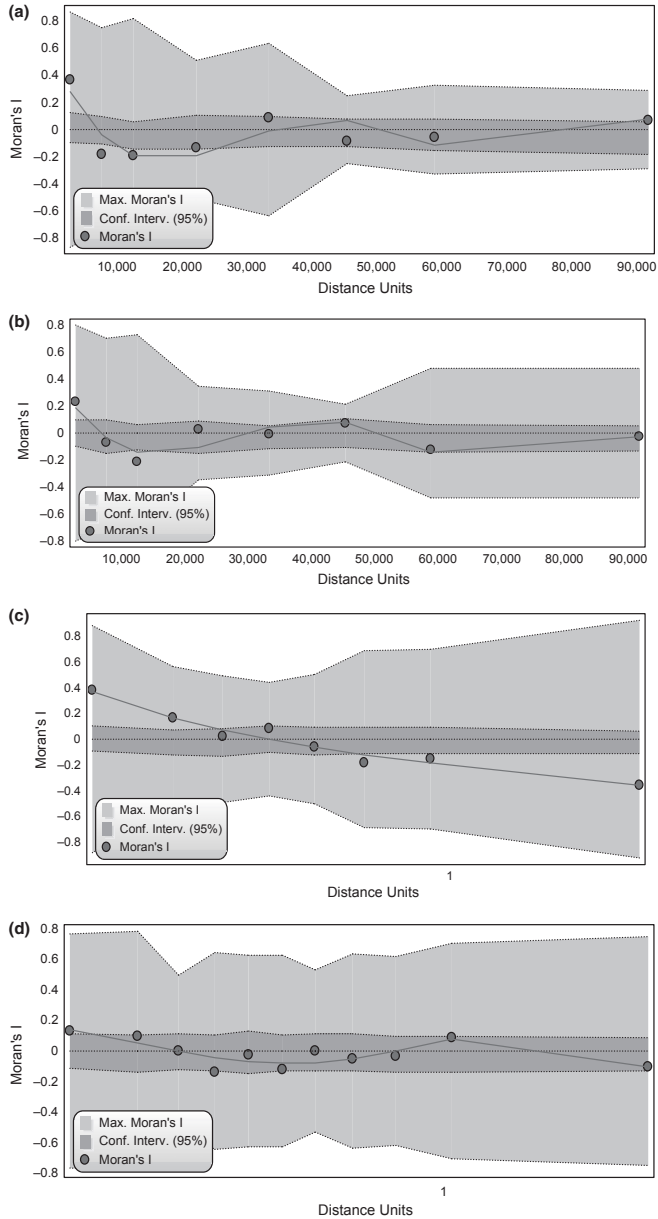 (a)
0.8
0.6
0.4
0.2
0
–0.2
–0.4
–0.6
–0.8
Moran's I
Max. Moran's I
Conf. Interv. (95%)
Moran's I
10,000 20,000 30,000 40,000 50,000 60,000 70,000 80,000 90,000
Distance Units
(b)
0.8
0.6
0.4
0.2
0
–0.2
–0.4
–0.6
–0.8
Moran's I
Max. Moran's I
Conf. Interv. (95%)
Moran's I
10,000 20,000 30,000 40,000 50,000 60,000 70,000 80,000 90,000
Distance Units
(c)
0.8
0.6
0.4
0.2
0
–0.2
–0.4
–0.6
–0.8
Moran's I
Max. Moran's I
Conf. Interv. (95%)
Moran's I
1
Distance Units
(d)
0.8
0.6
0.4
0.2
0
–0.2
–0.4
–0.6
–0.8
Moran's I
Max. Moran's I
Conf. Interv. (95%)
Moran's I
1
Distance Units